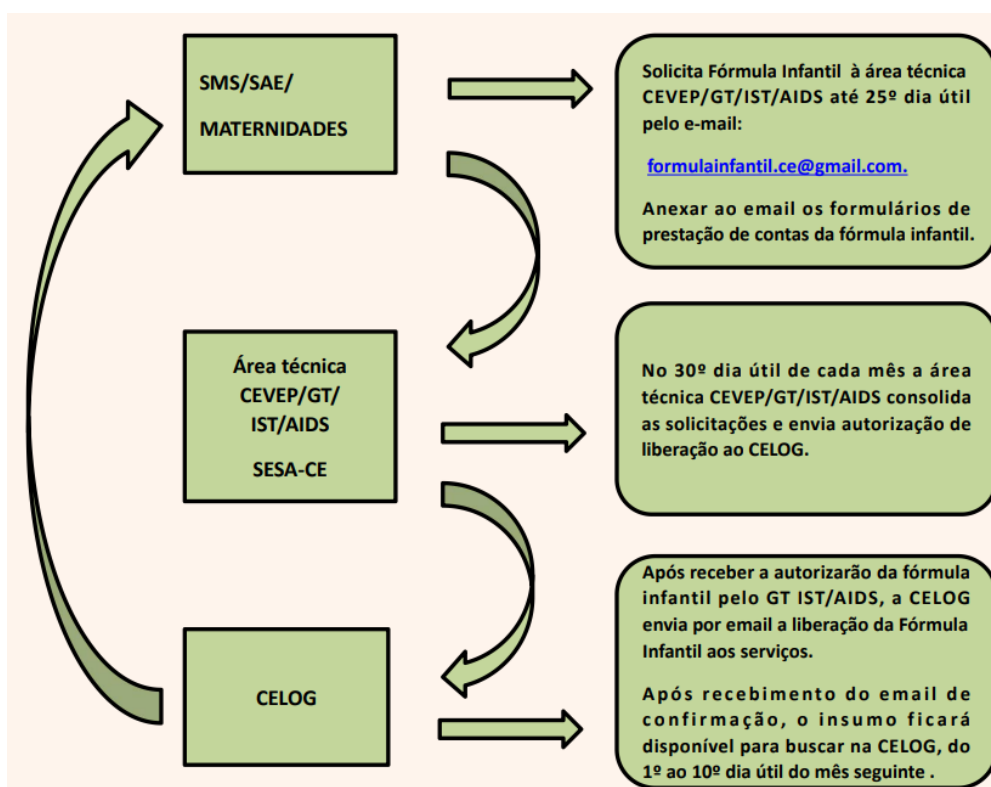 SMS/SAE/
MATERNIDADES
Solicita Fórmula Infantil à área técnica
CEVEP/GT/IST/AIDS até 25º dia útil
pelo e-mail:
formulainfantil.ce@gmail.com.
Anexar ao email os formulários de
prestação de contas da fórmula infantil.
Área técnica
CEVEP/GT/
IST/AIDS
SESA-CE
No 30º dia útil de cada mês a área
técnica CEVEP/GT/IST/AIDS consolida
as solicitações e envia autorização de
liberação ao CELOG.
CELOG
Após receber a autorizarão da fórmula
infantil pelo GT IST/AIDS, a CELOG
envia por email a liberação da Fórmula
Infantil aos serviços.
Após recebimento do email de
confirmação, o insumo ficará
disponível para buscar na CELOG, do
1º ao 10º dia útil do mês seguinte .